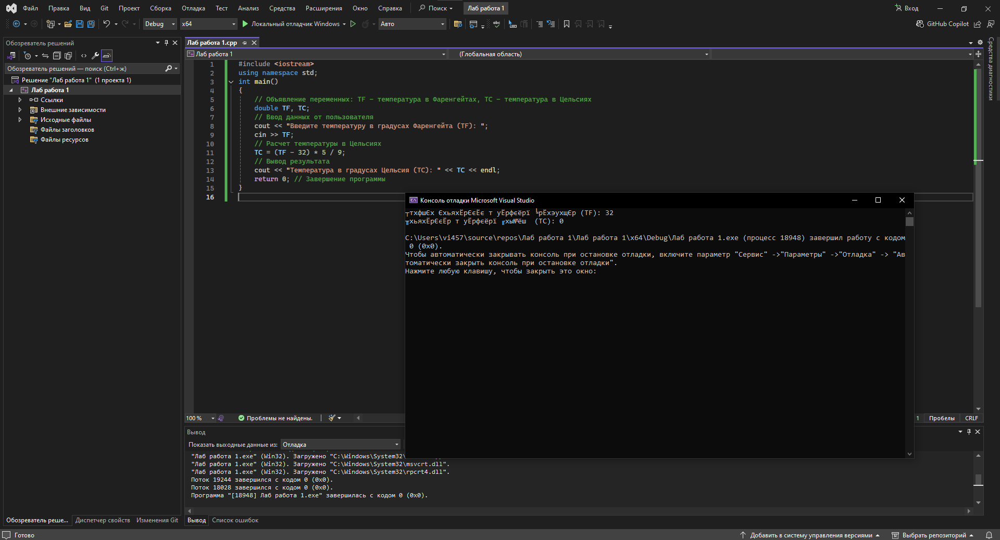 Файл Правка Вид Git Проект Сборка Отладка Тест Анализ Средства Расширения Окно Справка Поиск Лаб работа 1 Вход
Debug x64 Локальный отладчик Windows Авто GitHub Copilot
Обозреватель решений
Обозреватель решений — поиск (Ctrl+ж)
Решение "Лаб работа 1" (1 проекта 1)
Лаб работа 1
Ссылки
Внешние зависимости
Исходные файлы
Файлы заголовков
Файлы ресурсов
Лаб работа 1.cpp
Лаб работа 1 (Глобальная область)
1 #include <iostream>
2 using namespace std;
3 int main()
4 {
5 // Объявление переменных: TF - температура в Фаренгейтах, TC - температура в Цельсиях
6 double TF, TC;
7 // Ввод данных от пользователя
8 cout << "Введите температуру в градусах Фаренгейта (TF): ";
9 cin >> TF;
10 // Расчет температуры в Цельсиях
11 TC = (TF - 32) * 5 / 9;
12 // Вывод результата
13 cout << "Температура в градусах Цельсия (TC): " << TC << endl;
14 return 0; // Завершение программы
15 }
16
Средства диагностики
Консоль отладки Microsoft Visual Studio
┬тхфшЄх ЄхьяхЁрЄєЁє т уЁрфєёрї ╘рЁхэухщЄр (TF): 32
╥хьяхЁрЄєЁр т уЁрфєёрї ╓хы№ёш  (TC): 0
C:\Users\vi457\source\repos\Лаб работа 1\Лаб работа 1\x64\Debug\Лаб работа 1.exe (процесс 18948) завершил работу с кодом
0 (0x0).
Чтобы автоматически закрывать консоль при остановке отладки, включите параметр "Сервис" ->"Параметры" ->"Отладка" -> "Ав
томатически закрыть консоль при остановке отладки".
Нажмите любую клавишу, чтобы закрыть это окно:
100 % Проблемы не найдены. 1 Пробелы CRLF
Вывод
Показать выходные данные из: Отладка
"Лаб работа 1.exe" (Win32). Загружено "C:\Windows\System32\
"Лаб работа 1.exe" (Win32). Загружено "C:\Windows\System32\msvcrt.dll".
"Лаб работа 1.exe" (Win32). Загружено "C:\Windows\System32\rpcrt4.dll".
Поток 19244 завершился с кодом 0 (0x0).
Поток 18028 завершился с кодом 0 (0x0).
Программа "[18948] Лаб работа 1.exe" завершилась с кодом 0 (0x0).
Обозреватель реше... Диспетчер свойств Изменения Git Вывод Список ошибок
Готово Добавить в систему управления версиями Выбрать репозиторий